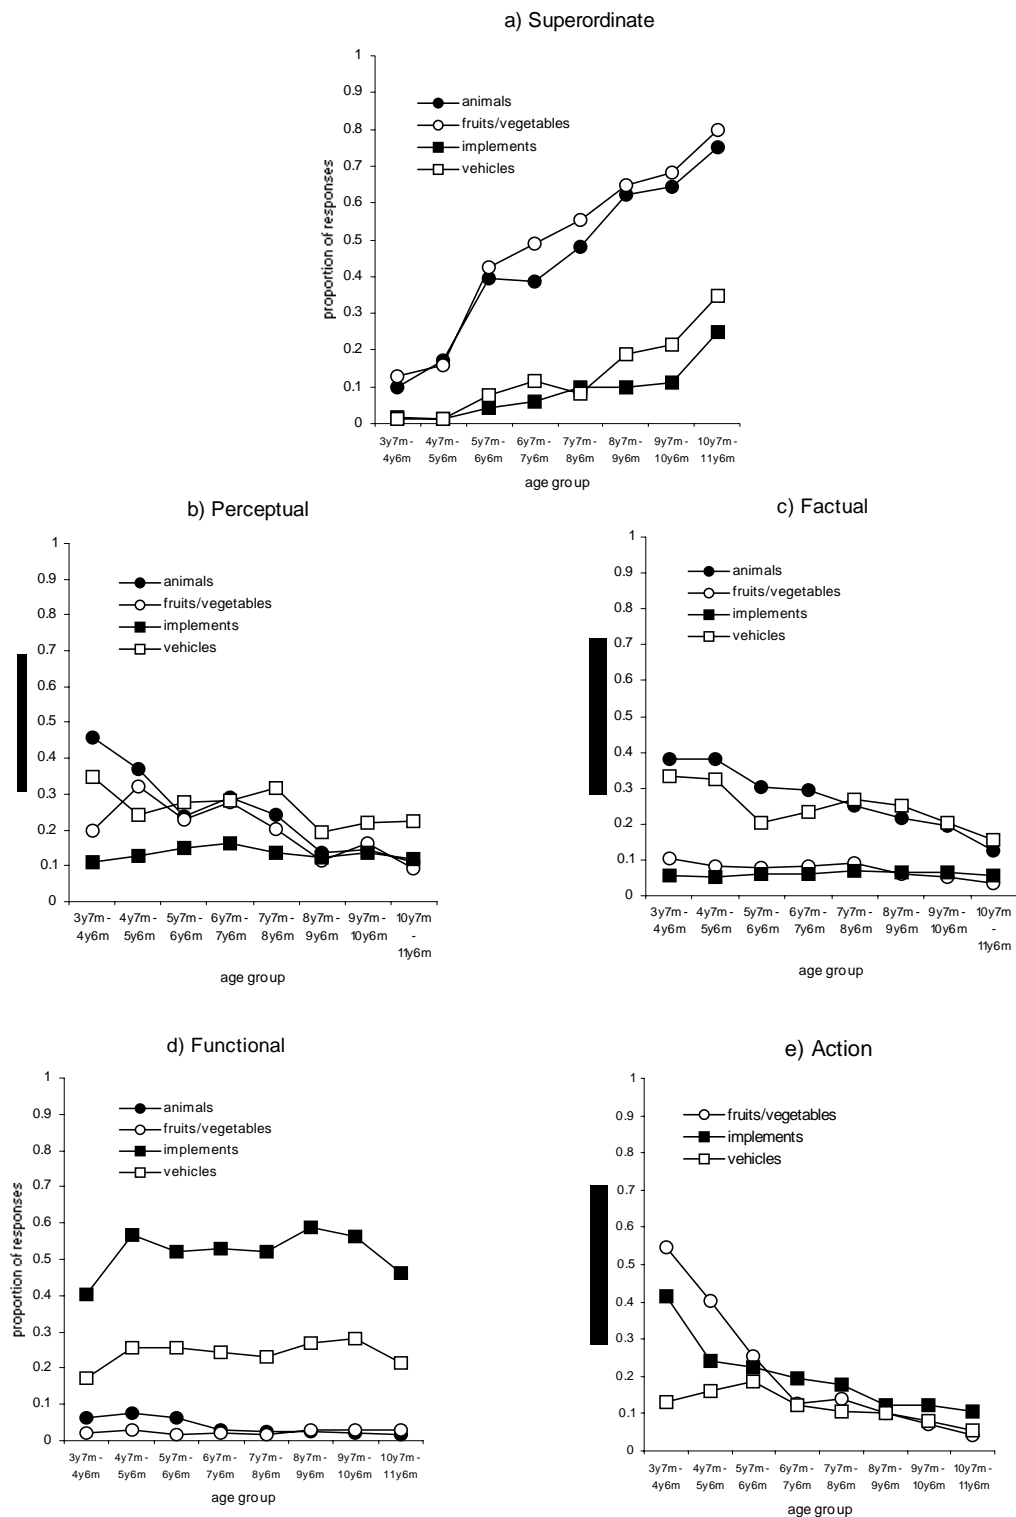 a) Superordinate
1
0.9
0.8
0.7
0.6
0.5
0.4
0.3
0.2
0.1
0
proportion of responses
animals
fruits/vegetables
implements
vehicles
3y7m- 4y7m- 5y7m- 6y7m- 7y7m- 8y7m- 9y7m- 10y7m-
4y6m 5y6m 6y6m 7y6m 8y6m 9y6m 10y6m 11y6m
age group
b) Perceptual
1
0.9
0.8
0.7
0.6
0.5
0.4
0.3
0.2
0.1
0
animals
fruits/vegetables
implements
vehicles
3y7m- 4y7m- 5y7m- 6y7m- 7y7m- 8y7m- 9y7m- 10y7m
4y6m 5y6m 6y6m 7y6m 8y6m 9y6m 10y6m -
11y6m
age group
c) Factual
1
0.9
0.8
0.7
0.6
0.5
0.4
0.3
0.2
0.1
0
animals
fruits/vegetables
implements
vehicles
3y7m- 4y7m- 5y7m- 6y7m- 7y7m- 8y7m- 9y7m- 10y7m
4y6m 5y6m 6y6m 7y6m 8y6m 9y6m 10y6m -
11y6m
age group
d) Functional
1
0.9
0.8
0.7
0.6
0.5
0.4
0.3
0.2
0.1
0
proportion of responses
animals
fruits/vegetables
implements
vehicles
3y7m- 4y7m- 5y7m- 6y7m- 7y7m- 8y7m- 9y7m- 10y7m-
4y6m 5y6m 6y6m 7y6m 8y6m 9y6m 10y6m 11y6m
age group
e) Action
1
0.9
0.8
0.7
0.6
0.5
0.4
0.3
0.2
0.1
0
fruits/vegetables
implements
vehicles
3y7m- 4y7m- 5y7m- 6y7m- 7y7m- 8y7m- 9y7m- 10y7m-
4y6m 5y6m 6y6m 7y6m 8y6m 9y6m 10y6m 11y6m
age group